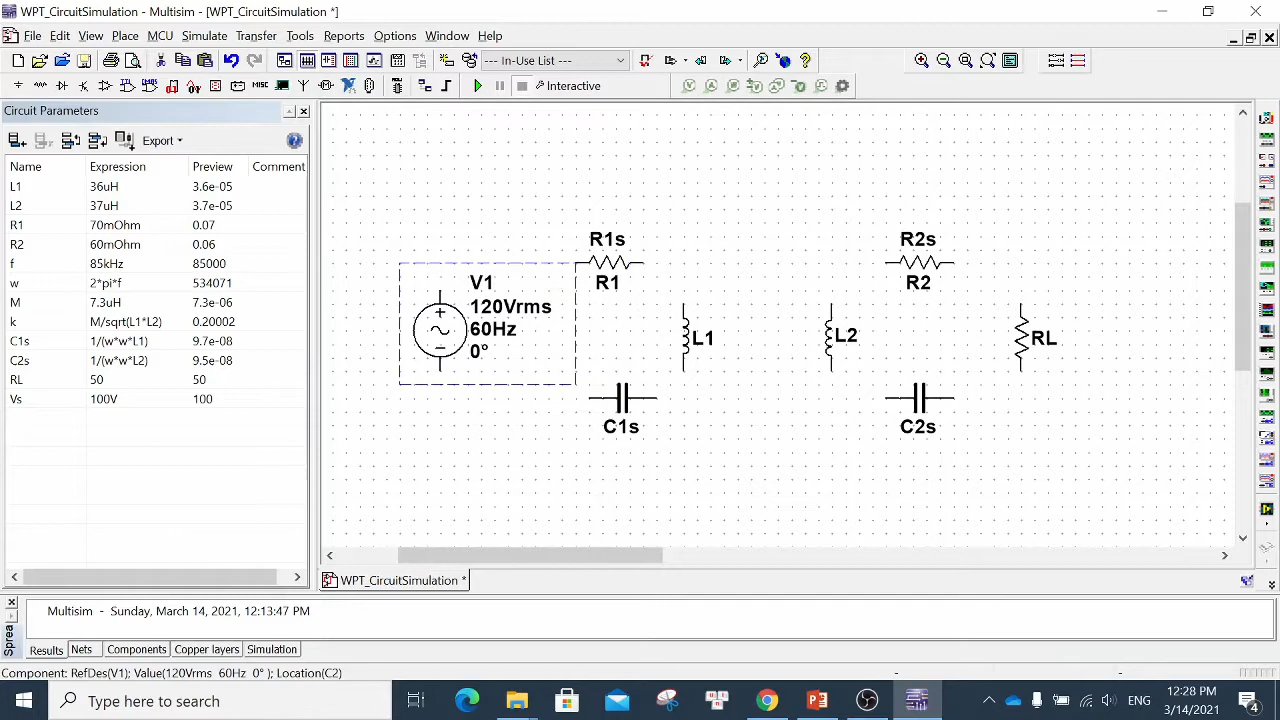 WPT_CircuitSimulation - Multisim - [WPT_CircuitSimulation *]
File Edit View Place MCU Simulate Transfer Tools Reports Options Window Help
--- In-Use List ---
Interactive
Circuit Parameters
Export
Name Expression Preview Comment
L1 36uH 3.6e-05
L2 37uH 3.7e-05
R1 70mOhm 0.07
R2 60mOhm 0.06
f 85kHz 85000
w 2*pi*f 534071
M 7.3uH 7.3e-06
k M/sqrt(L1*L2) 0.20002
C1s 1/(w*w*L1) 9.7e-08
C2s 1/(w*w*L2) 9.5e-08
RL 50 50
Vs 100V 100
R1s
R1
R2s
R2
V1
120Vrms
60Hz
0°
L1
L2
RL
C1s
C2s
WPT_CircuitSimulation *
Sprea
Multisim - Sunday, March 14, 2021, 12:13:47 PM
Results Nets Components Copper layers Simulation
Component: RefDes(V1); Value(120Vrms 60Hz 0°); Location(C2)
Type here to search
ENG
12:28 PM
3/14/2021
4